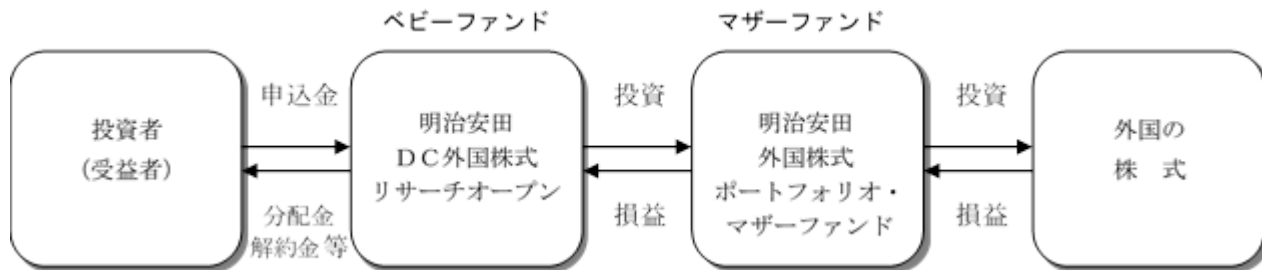 ベビーファンド
マザーファンド
投資者
(受益者)
申込金
分配金
解約金等
明治安田
DC外国株式
リサーチオープン
投資
損益
明治安田
外国株式
ポートフォリオ・
マザーファンド
投資
損益
外国の
株　式